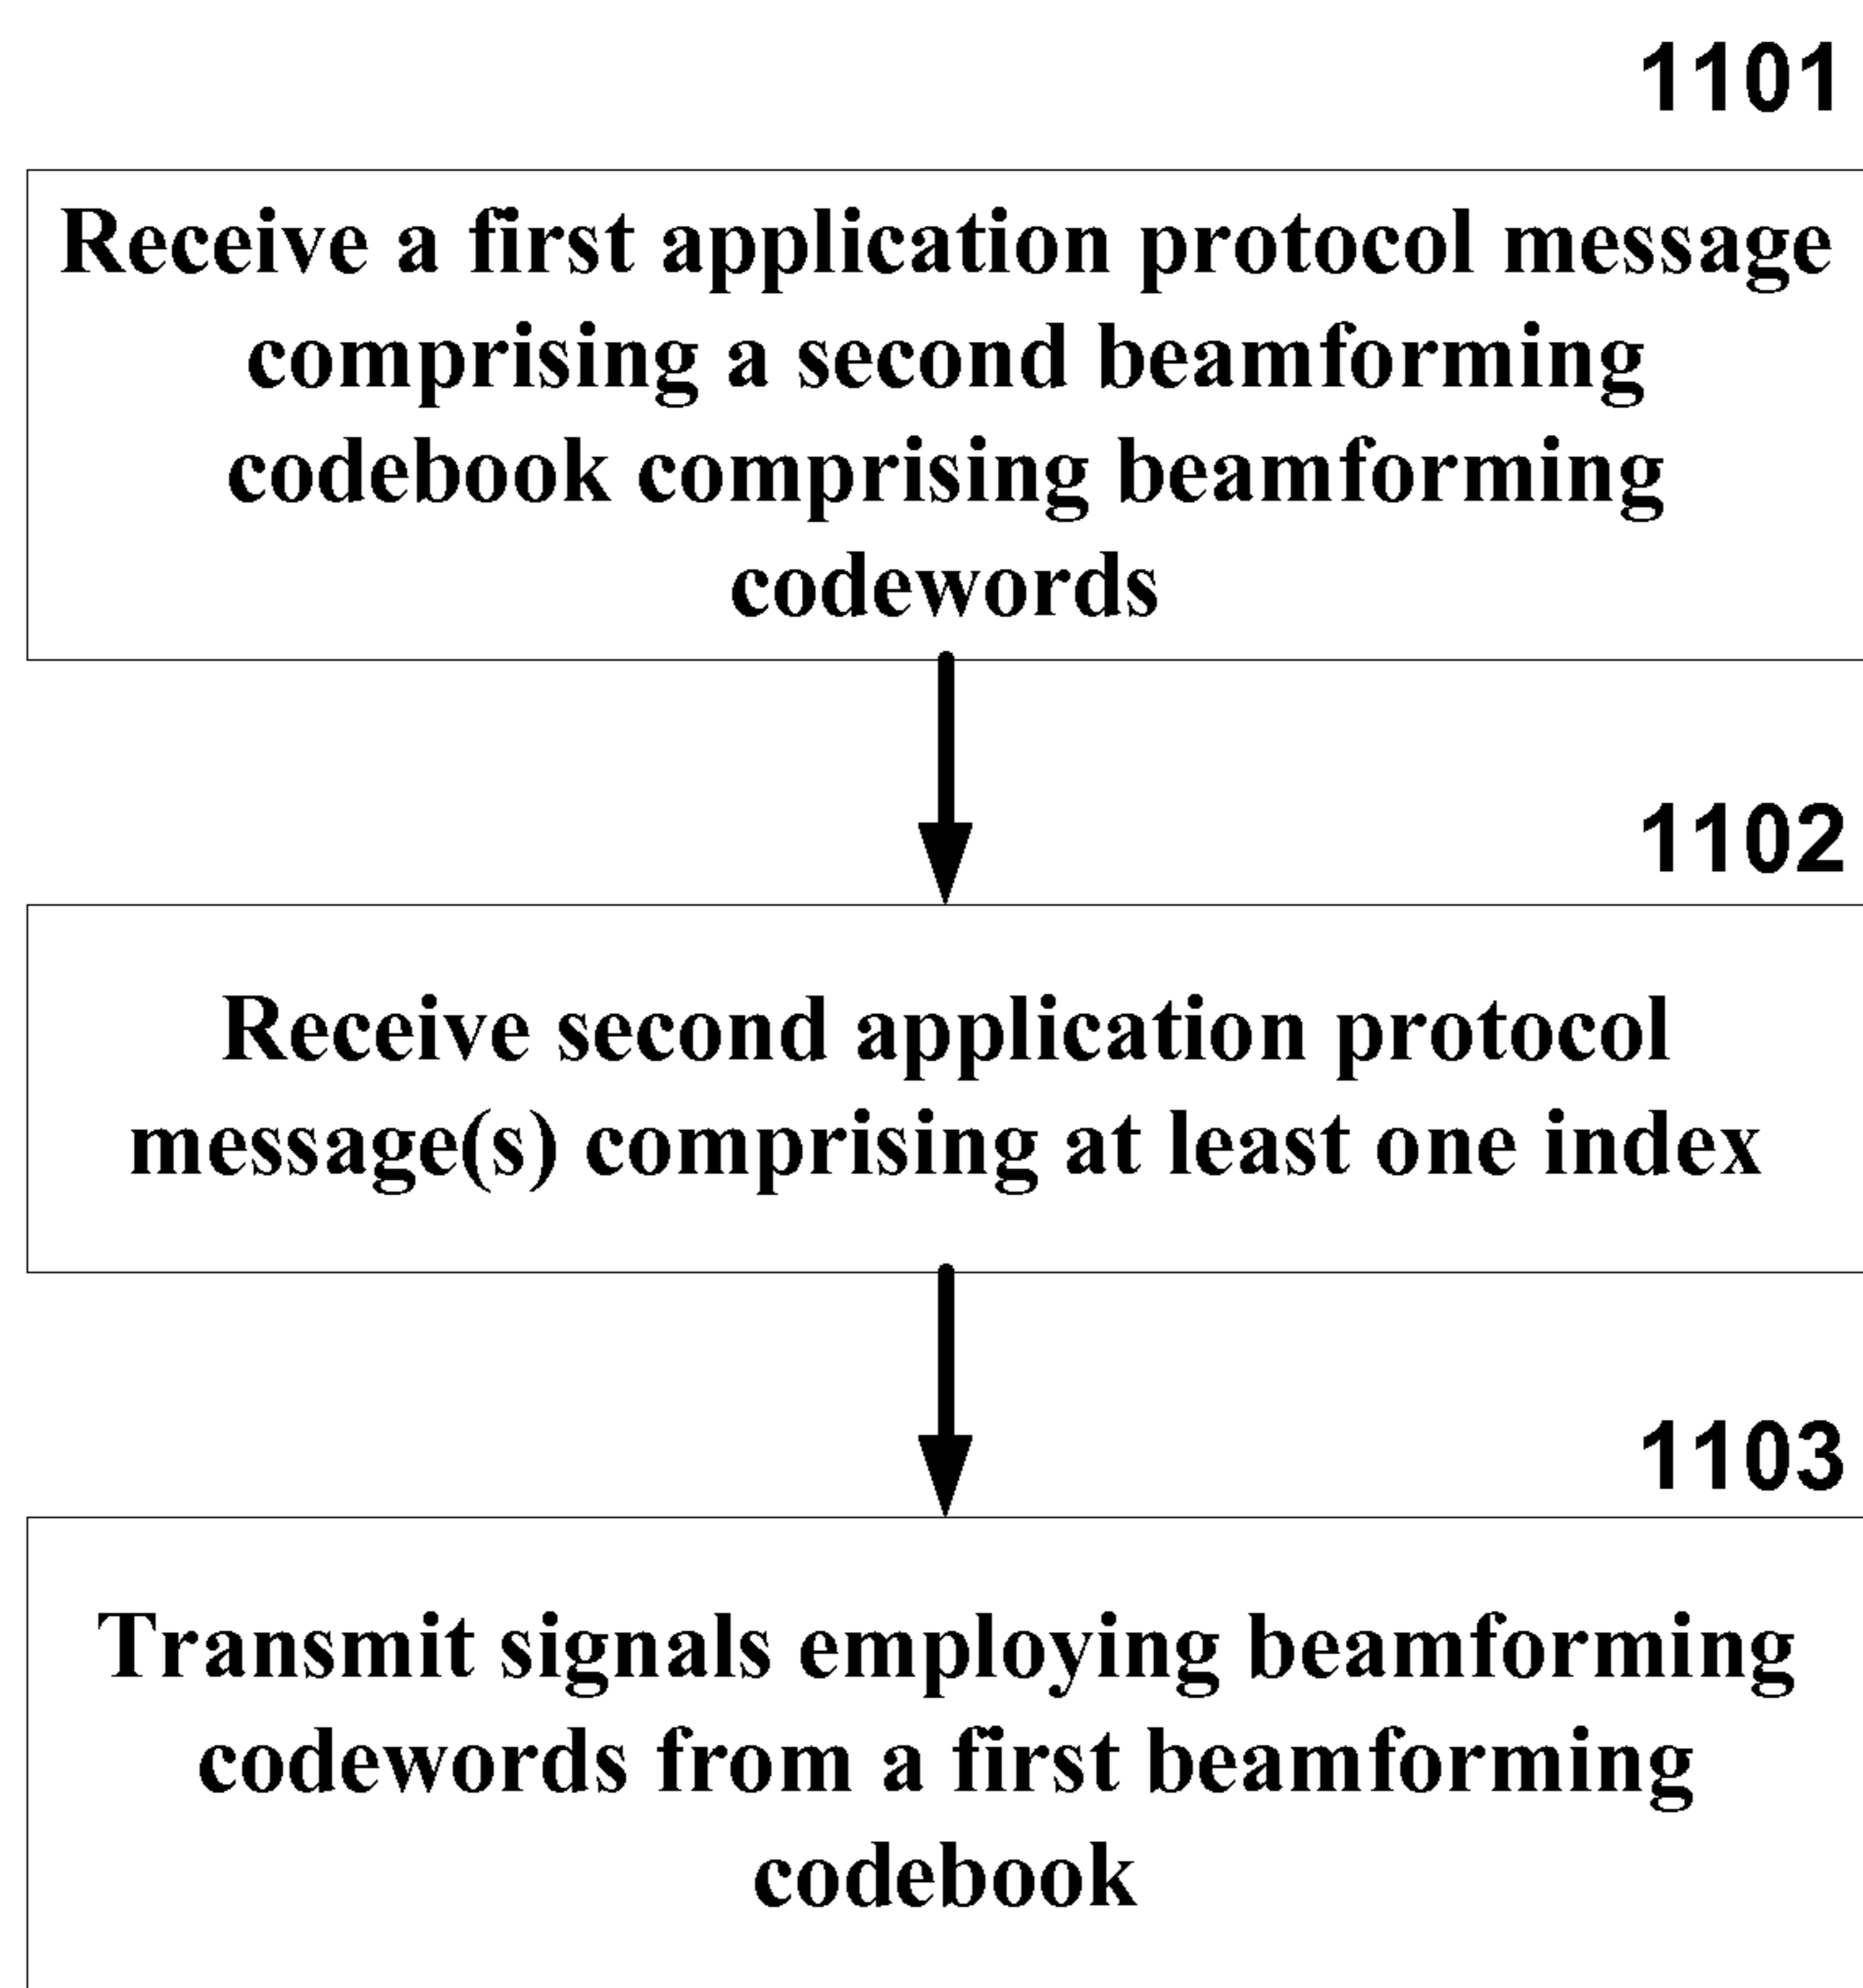 1101
Receive a first application protocol message
comprising a second beamforming
codebook comprising beamforming
codewords
1102
Receive second application protocol
message(s) comprising at least one index
1103
Transmit signals employing beamforming
codewords from a first beamforming
codebook